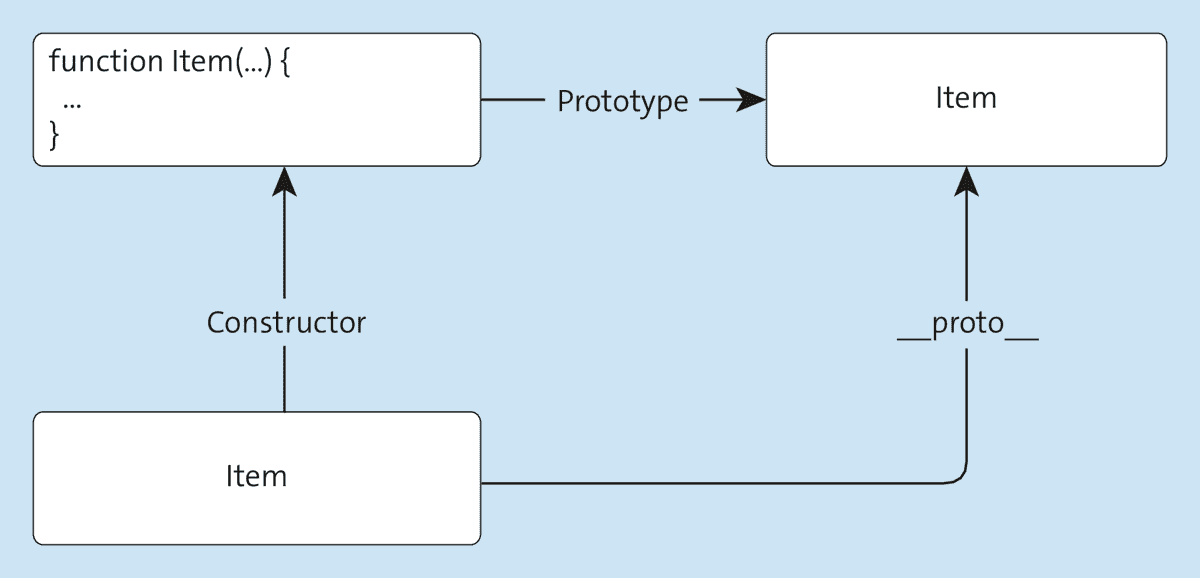 function Item(...) {
...
}
Prototype
Item
Constructor
__proto__
Item